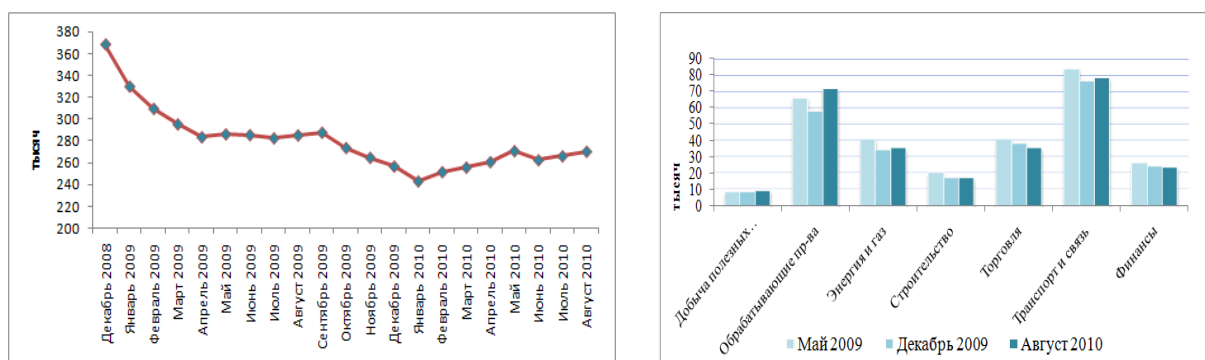 380
360
340
320
300
280
260
240
220
200
тысяч
Декабрь 2008
Январь 2009
Февраль 2009
Март 2009
Апрель 2009
Май 2009
Июнь 2009
Июль 2009
Август 2009
Сентябрь 2009
Октябрь 2009
Ноябрь 2009
Декабрь 2009
Январь 2010
Февраль 2010
Март 2010
Апрель 2010
Май 2010
Июнь 2010
Июль 2010
Август 2010
90
80
70
60
50
40
30
20
10
0
тысяч
Добыча полезных…
Обрабатывающие пр-ва
Энергия и газ
Строительство
Торговля
Транспорт и связь
Финансы
Май 2009 Декабрь 2009 Август 2010